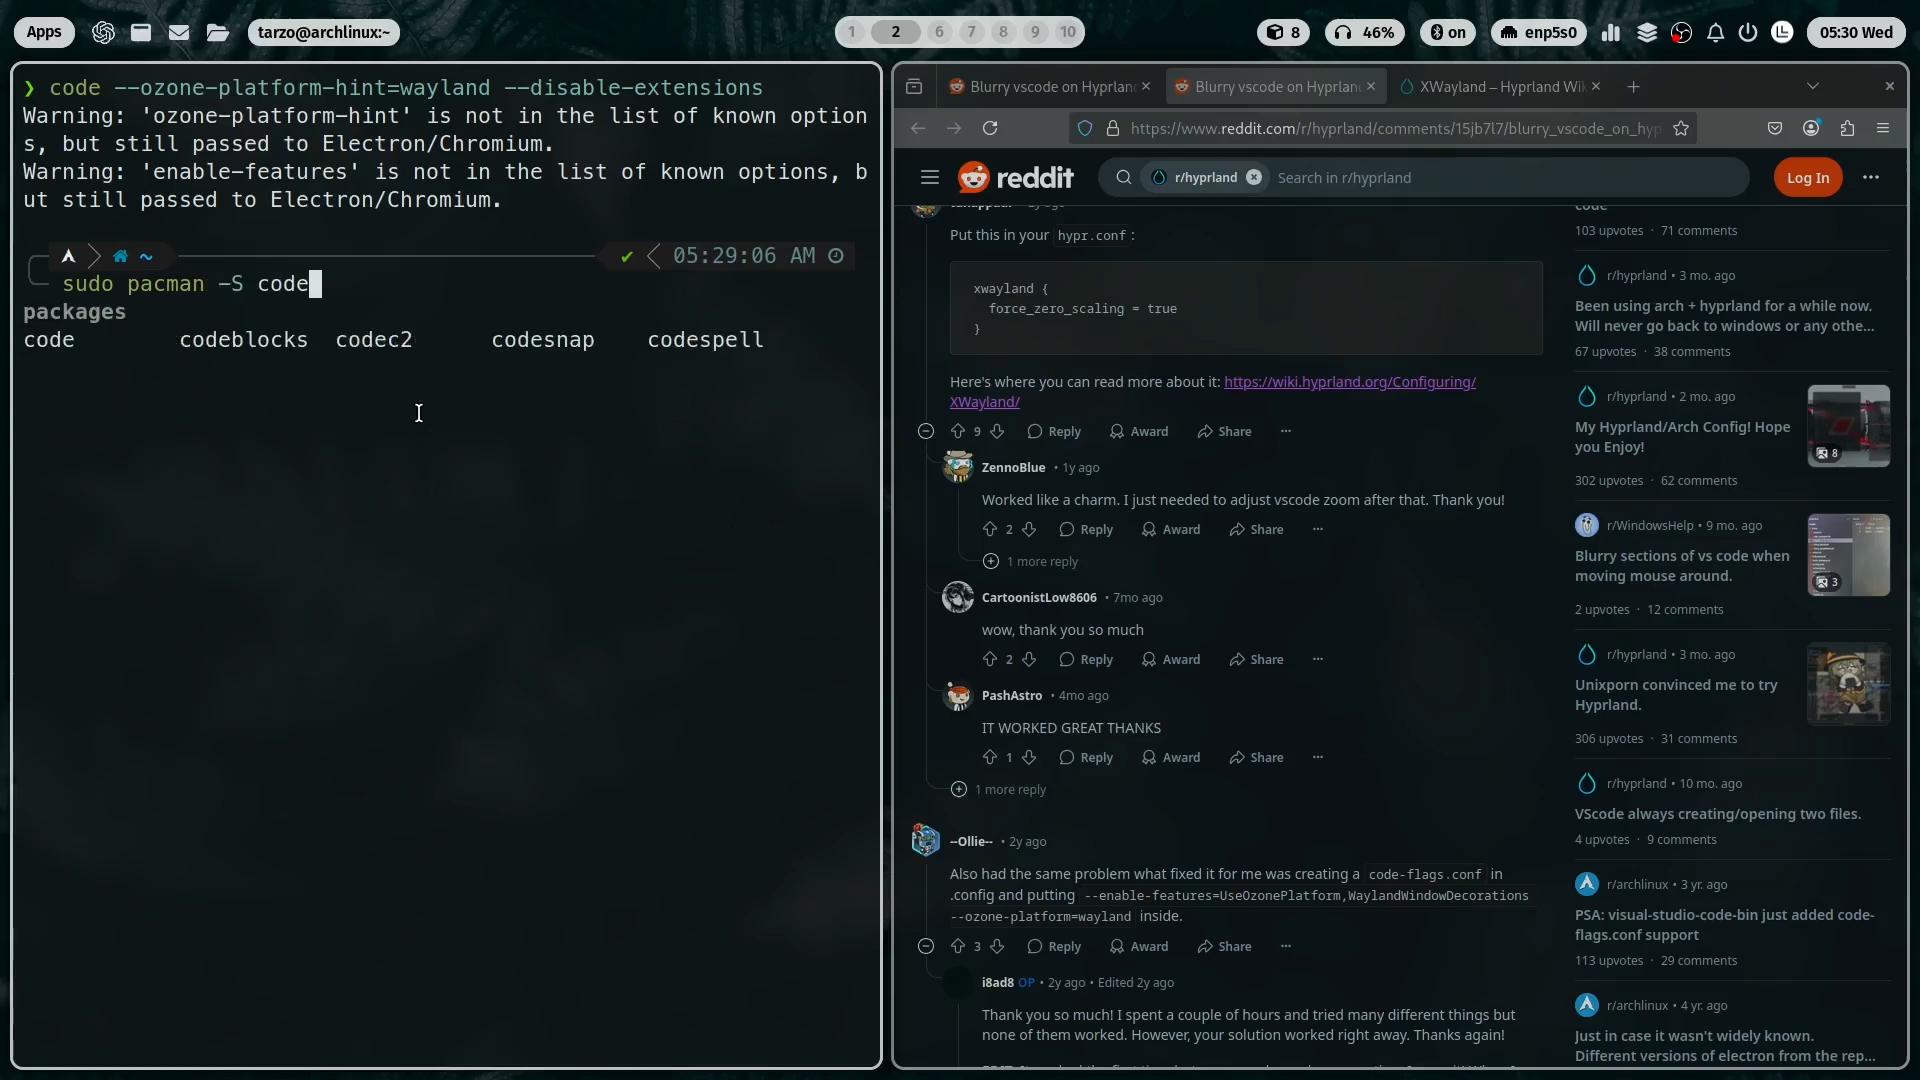 Apps
tarzo@archlinux:~
1 2 6 7 8 9 10
8
46%
on
enp5s0
05:30 Wed
❯ code --ozone-platform-hint=wayland --disable-extensions
Warning: 'ozone-platform-hint' is not in the list of known option
s, but still passed to Electron/Chromium.
Warning: 'enable-features' is not in the list of known options, b
ut still passed to Electron/Chromium.
~
✔ 05:29:06 AM
sudo pacman -S code
packages
code codeblocks codec2 codesnap codespell
Blurry vscode on Hyprlan
Blurry vscode on Hyprlan
XWayland – Hyprland Wi
https://www.reddit.com/r/hyprland/comments/15jb7l7/blurry_vscode_on_hyp
reddit
r/hyprland
Search in r/hyprland
Log In
Put this in your hypr.conf :
xwayland {
force_zero_scaling = true
}
Here's where you can read more about it: https://wiki.hyprland.org/Configuring/
XWayland/
9 Reply Award Share
ZennoBlue • 1y ago
Worked like a charm. I just needed to adjust vscode zoom after that. Thank you!
2 Reply Award Share
1 more reply
CartoonistLow8606 • 7mo ago
wow, thank you so much
2 Reply Award Share
PashAstro • 4mo ago
IT WORKED GREAT THANKS
1 Reply Award Share
1 more reply
--Ollie-- • 2y ago
Also had the same problem what fixed it for me was creating a code-flags.conf in
.config and putting --enable-features=UseOzonePlatform,WaylandWindowDecorations
--ozone-platform=wayland inside.
3 Reply Award Share
i8ad8 OP • 2y ago • Edited 2y ago
Thank you so much! I spent a couple of hours and tried many different things but
none of them worked. However, your solution worked right away. Thanks again!
code
103 upvotes · 71 comments
r/hyprland • 3 mo. ago
Been using arch + hyprland for a while now.
Will never go back to windows or any othe...
67 upvotes · 38 comments
r/hyprland • 2 mo. ago
My Hyprland/Arch Config! Hope
you Enjoy!
8
302 upvotes · 62 comments
r/WindowsHelp • 9 mo. ago
Blurry sections of vs code when
moving mouse around.
3
2 upvotes · 12 comments
r/hyprland • 3 mo. ago
Unixporn convinced me to try
Hyprland.
306 upvotes · 31 comments
r/hyprland • 10 mo. ago
VScode always creating/opening two files.
4 upvotes · 9 comments
r/archlinux • 3 yr. ago
PSA: visual-studio-code-bin just added code-
flags.conf support
113 upvotes · 29 comments
r/archlinux • 4 yr. ago
Just in case it wasn't widely known.
Different versions of electron from the rep...